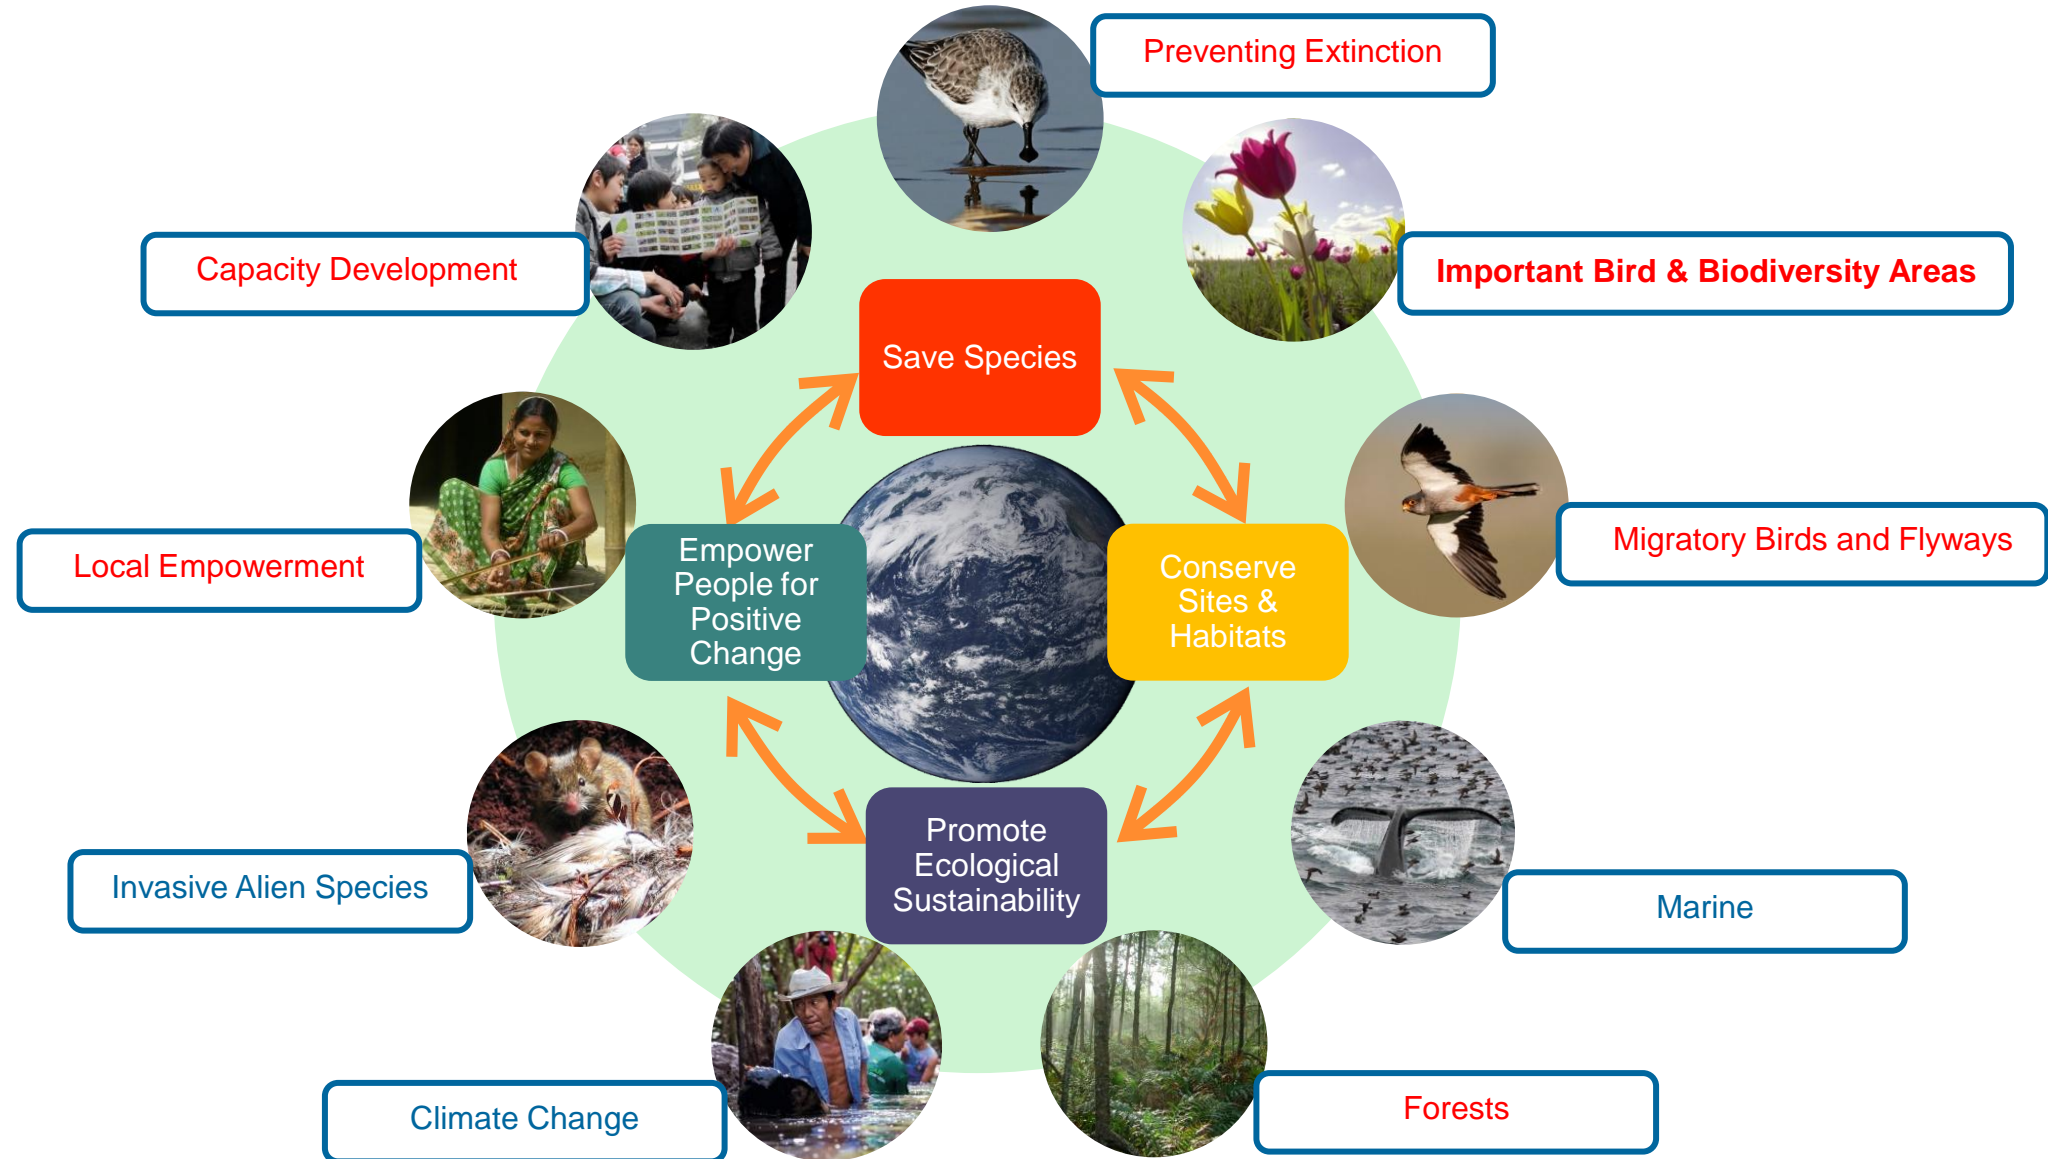 Preventing Extinction
Capacity Development
Important Bird & Biodiversity Areas
Save Species
Local Empowerment
Empower
People for
Positive
Change
Conserve
Sites &
Habitats
Migratory Birds and Flyways
Invasive Alien Species
Promote
Ecological
Sustainability
Marine
Climate Change
Forests